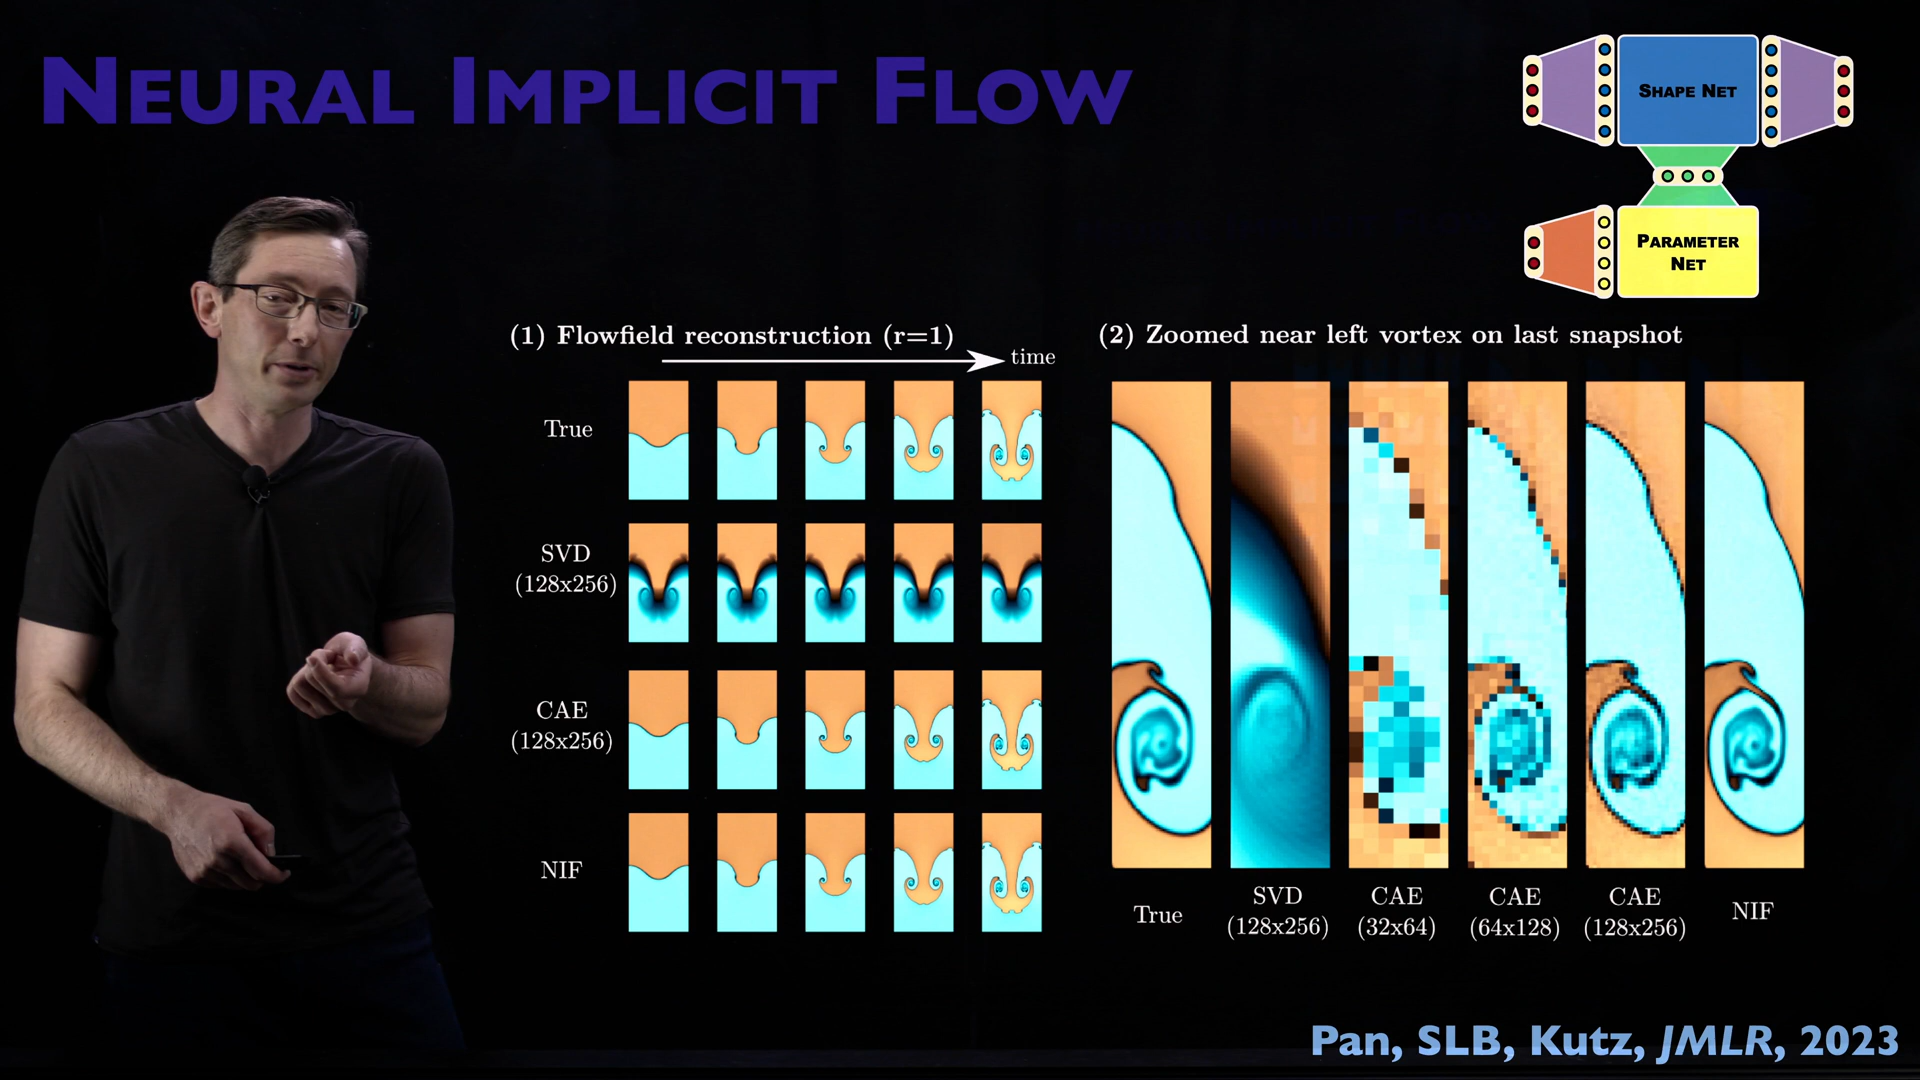 NEURAL IMPLICIT FLOW
SHAPE NET
PARAMETER
NET
(1) Flowfield reconstruction (r=1)
time
True
SVD
(128x256)
CAE
(128x256)
NIF
(2) Zoomed near left vortex on last snapshot
True
SVD
(128x256)
CAE
(32x64)
CAE
(64x128)
CAE
(128x256)
NIF
Pan, SLB, Kutz, JMLR, 2023